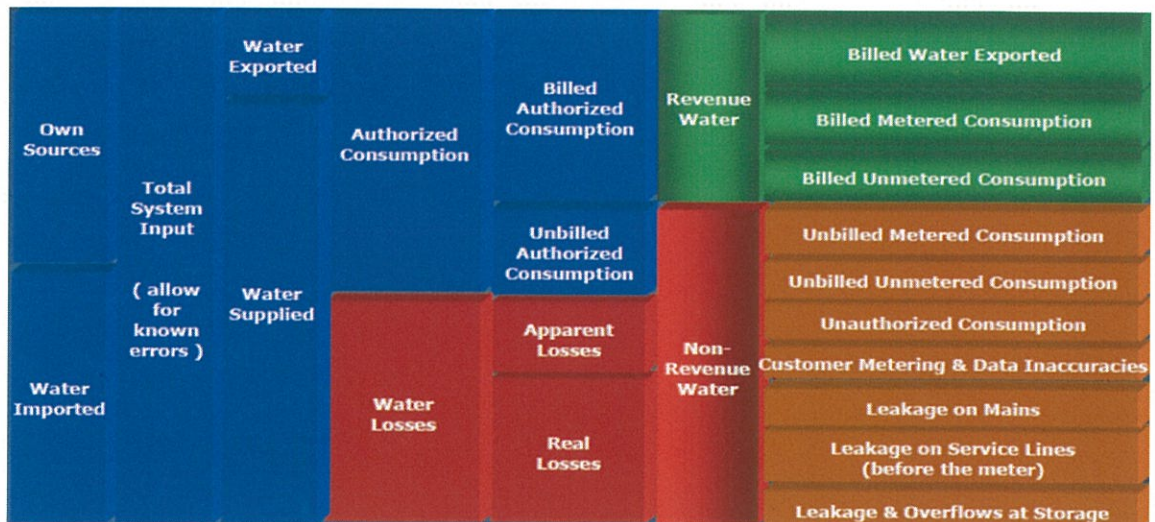 Own
Sources
Water
Imported
Total
System
Input
( allow
for
known
errors )
Water
Exported
Water
Supplied
Authorized
Consumption
Water
Losses
Billed
Authorized
Consumption
Unbilled
Authorized
Consumption
Apparent
Losses
Real
Losses
Revenue
Water
Non-
Revenue
Water
Billed Water Exported
Billed Metered Consumption
Billed Unmetered Consumption
Unbilled Metered Consumption
Unbilled Unmetered Consumption
Unauthorized Consumption
Customer Metering & Data Inaccuracies
Leakage on Mains
Leakage on Service Lines
(before the meter)
Leakage & Overflows at Storage